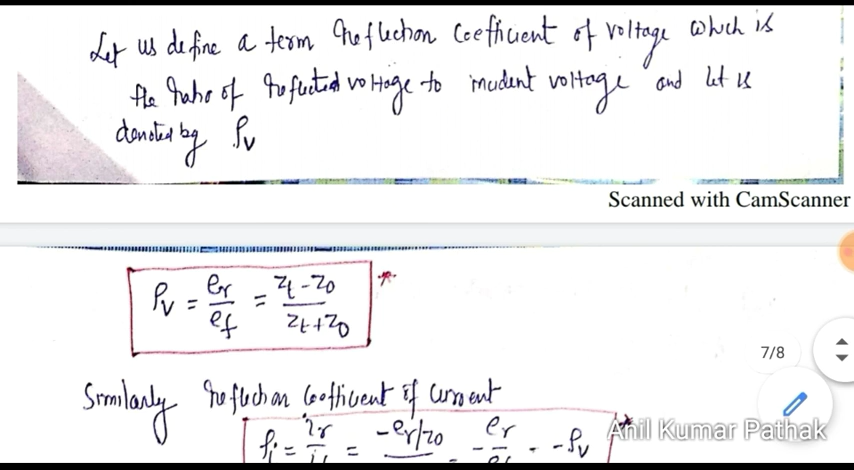 Let us define a term reflection Coefficient of voltage which is
the ratio of reflected voltage to incident voltage and let is
denoted by ρv
Scanned with CamScanner
ρv = er/ef = (Zt-Z0)/(Zt+Z0) *
7/8
Similarly reflection Coefficient of Current
ρi = ir/ = -er/Z0 = -er/ = -ρv *
Anil Kumar Pathak